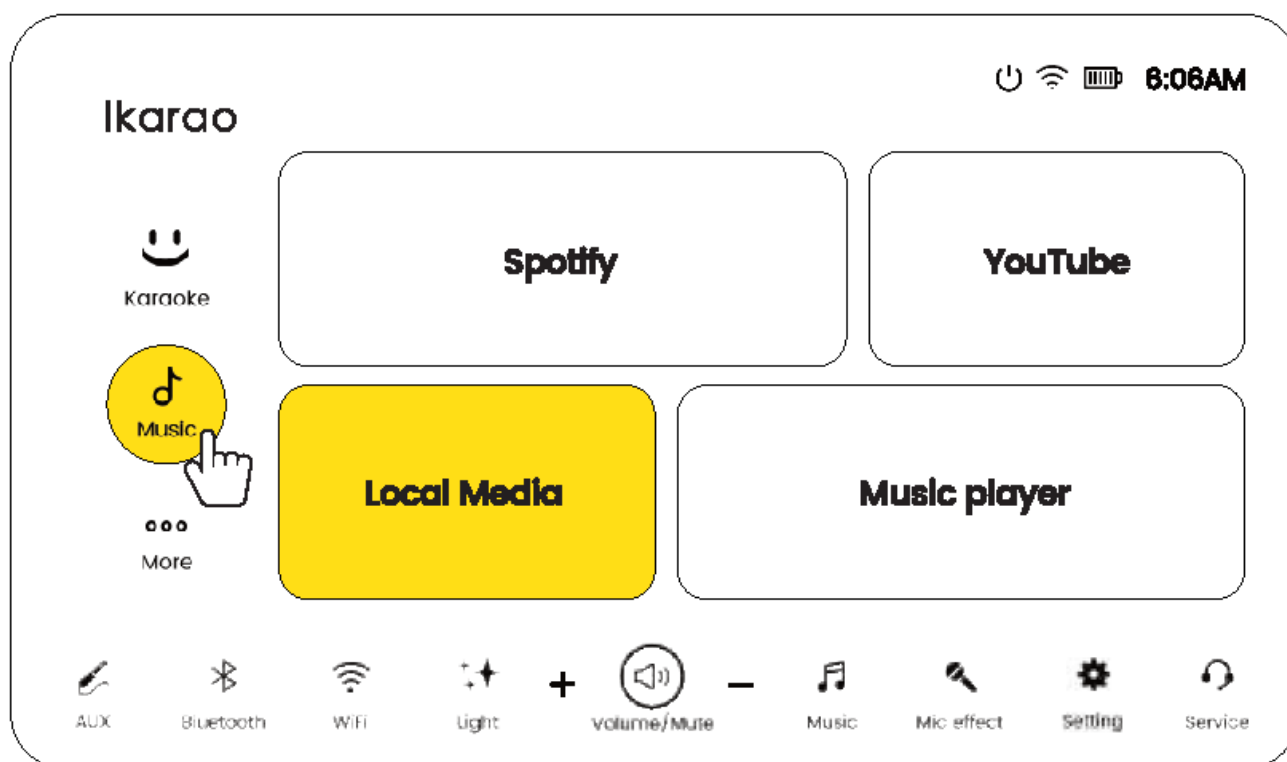 6:06AM
Ikarao
Spotify
YouTube
Karaoke
Music
Local Media
Music player
More
+
−
AUX
Bluetooth
WiFi
Light
Volume/Mute
Music
Mic effect
Setting
Service